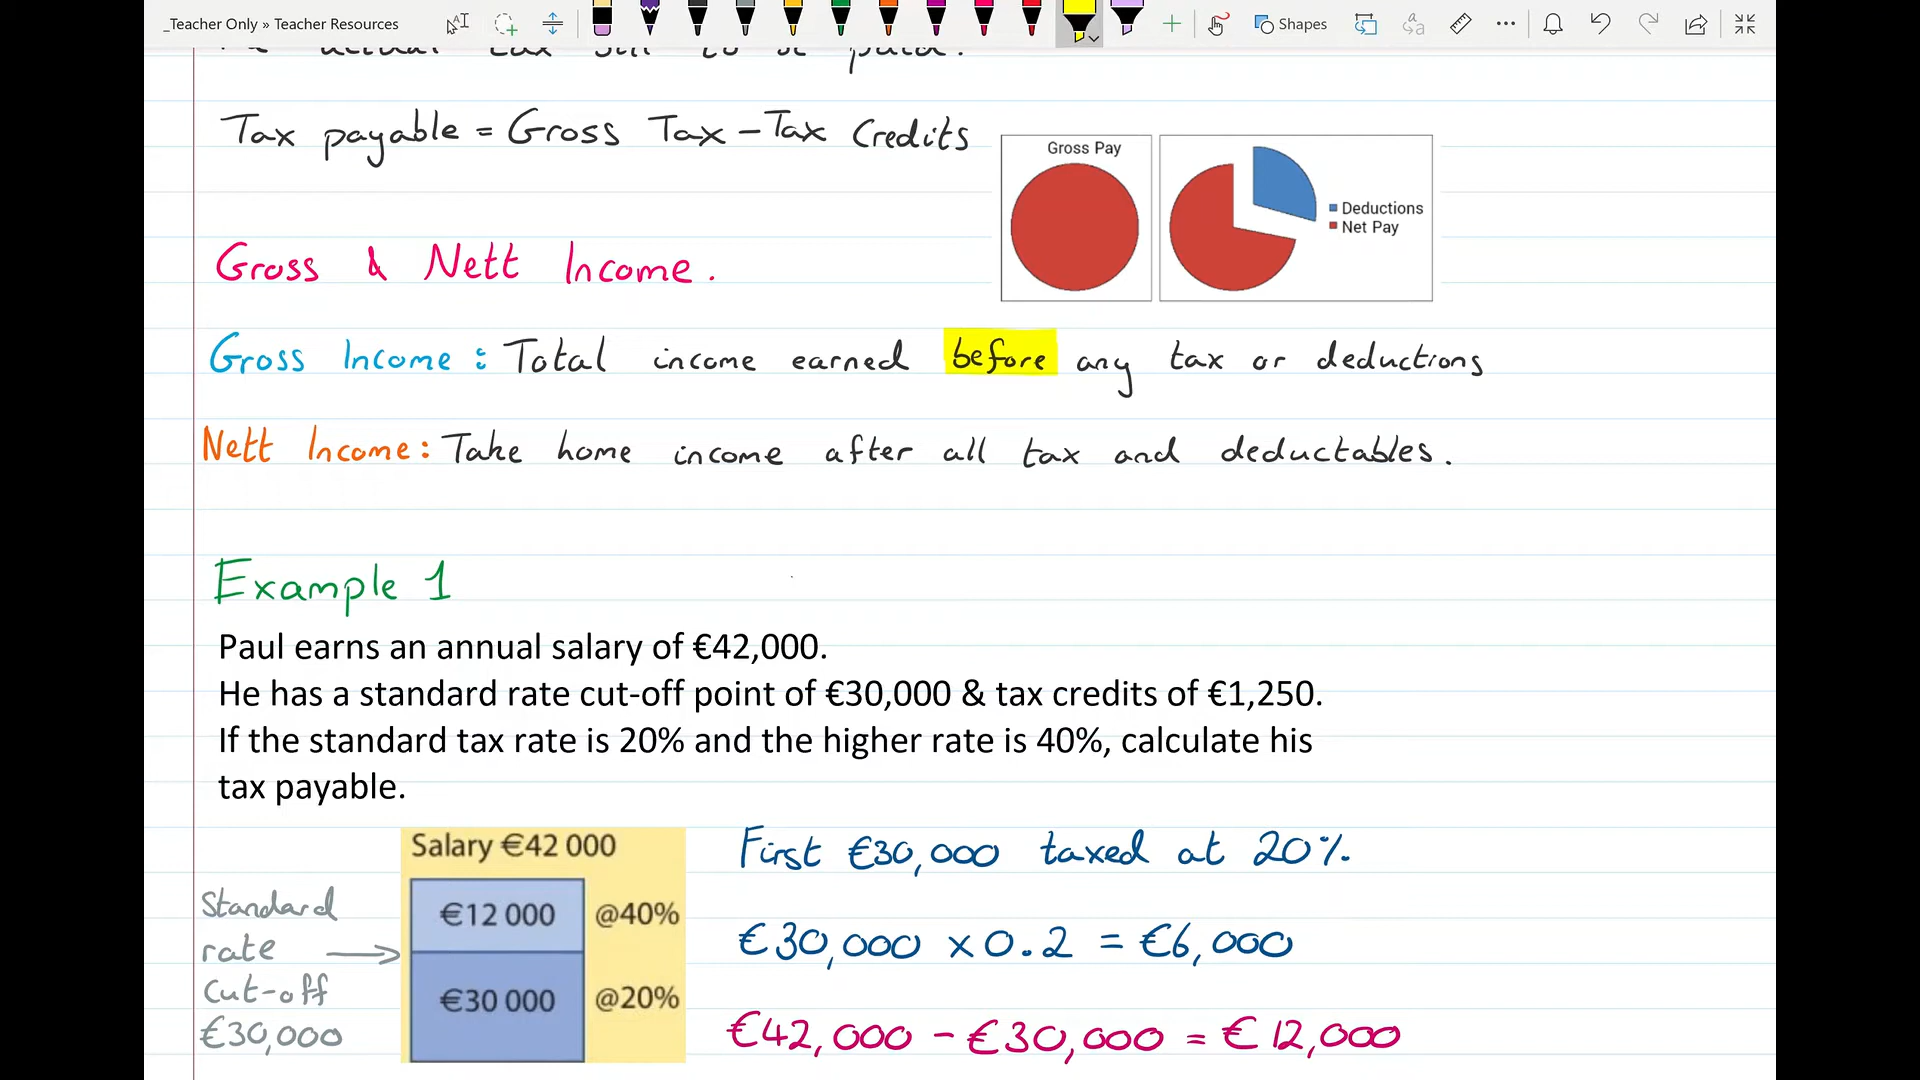 _Teacher Only » Teacher Resources
Shapes
actual tax still to be paid.
Tax payable = Gross Tax - Tax Credits
Gross Pay
Deductions
Net Pay
Gross & Nett Income.
Gross Income: Total income earned before any tax or deductions
Nett Income: Take home income after all tax and deductables.
Example 1
Paul earns an annual salary of €42,000.
He has a standard rate cut-off point of €30,000 & tax credits of €1,250.
If the standard tax rate is 20% and the higher rate is 40%, calculate his
tax payable.
Standard
rate
Cut-off
€30,000
Salary €42 000
€12 000 @40%
€30 000 @20%
First €30,000 taxed at 20%.
€30,000 x 0.2 = €6,000
€42,000 - €30,000 = €12,000